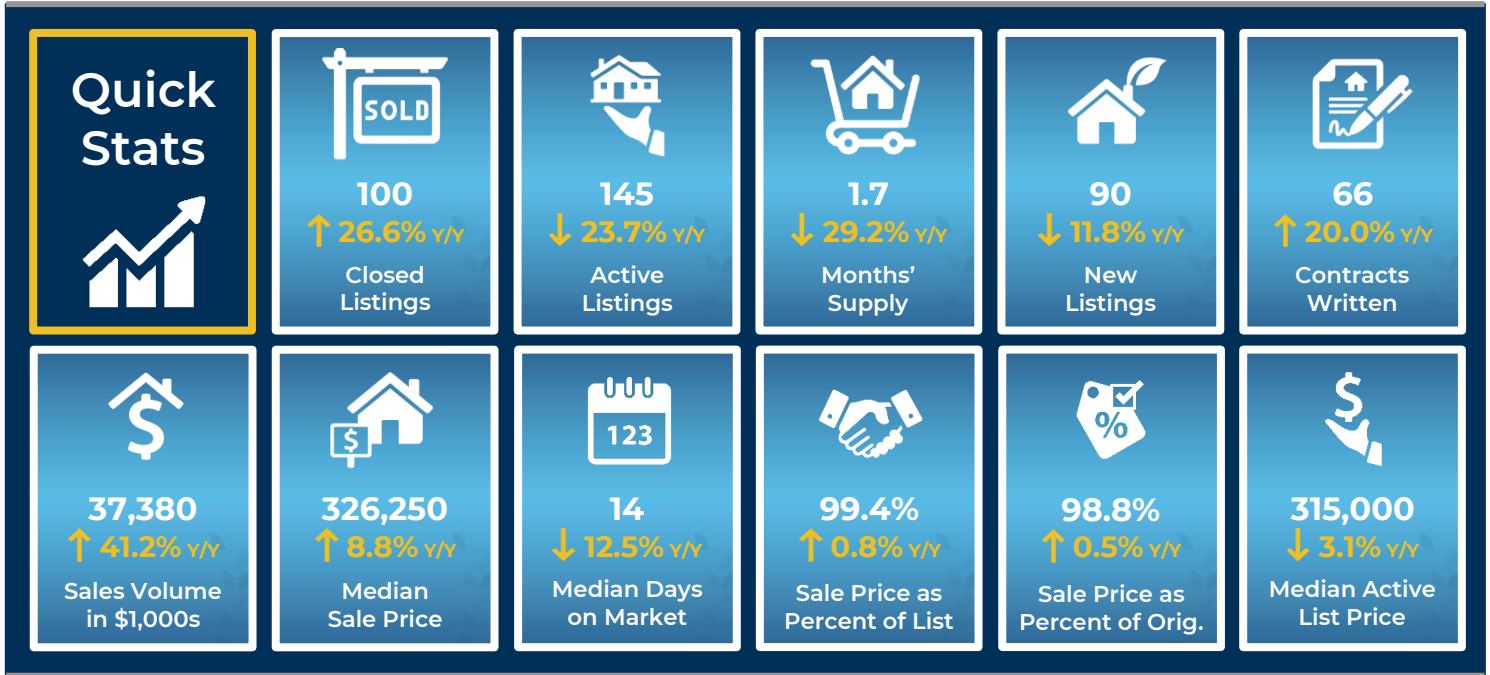 Quick
Stats
SOLD
100
↑ 26.6% Y/Y
Closed
Listings
145
↓ 23.7% Y/Y
Active
Listings
1.7
↓ 29.2% Y/Y
Months’
Supply
90
↓ 11.8% Y/Y
New
Listings
66
↑ 20.0% Y/Y
Contracts
Written
$
37,380
↑ 41.2% Y/Y
Sales Volume
in $1,000s
$
326,250
↑ 8.8% Y/Y
Median
Sale Price
123
14
↓ 12.5% Y/Y
Median Days
on Market
99.4%
↑ 0.8% Y/Y
Sale Price as
Percent of List
%
98.8%
↑ 0.5% Y/Y
Sale Price as
Percent of Orig.
$
315,000
↓ 3.1% Y/Y
Median Active
List Price